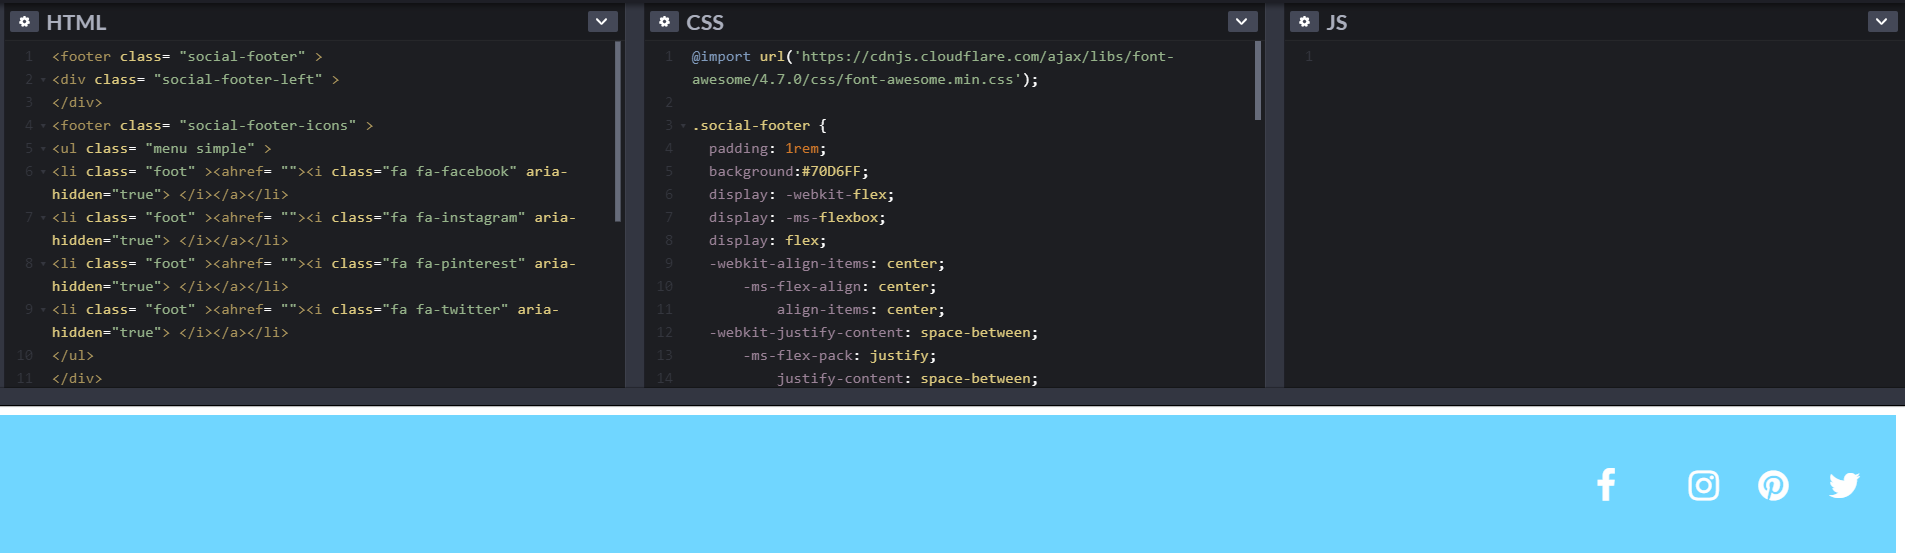 HTML
1 <footer class= "social-footer" >
2 <div class= "social-footer-left" >
3 </div>
4 <footer class= "social-footer-icons" >
5 <ul class= "menu simple" >
6 <li class= "foot" ><ahref= ""><i class="fa fa-facebook" aria-
hidden="true"> </i></a></li>
7 <li class= "foot" ><ahref= ""><i class="fa fa-instagram" aria-
hidden="true"> </i></a></li>
8 <li class= "foot" ><ahref= ""><i class="fa fa-pinterest" aria-
hidden="true"> </i></a></li>
9 <li class= "foot" ><ahref= ""><i class="fa fa-twitter" aria-
hidden="true"> </i></a></li>
10 </ul>
11 </div>
CSS
1 @import url('https://cdnjs.cloudflare.com/ajax/libs/font-
awesome/4.7.0/css/font-awesome.min.css');
2
3 .social-footer {
4 padding: 1rem;
5 background:#70D6FF;
6 display: -webkit-flex;
7 display: -ms-flexbox;
8 display: flex;
9 -webkit-align-items: center;
10 -ms-flex-align: center;
11 align-items: center;
12 -webkit-justify-content: space-between;
13 -ms-flex-pack: justify;
14 justify-content: space-between;
JS
1